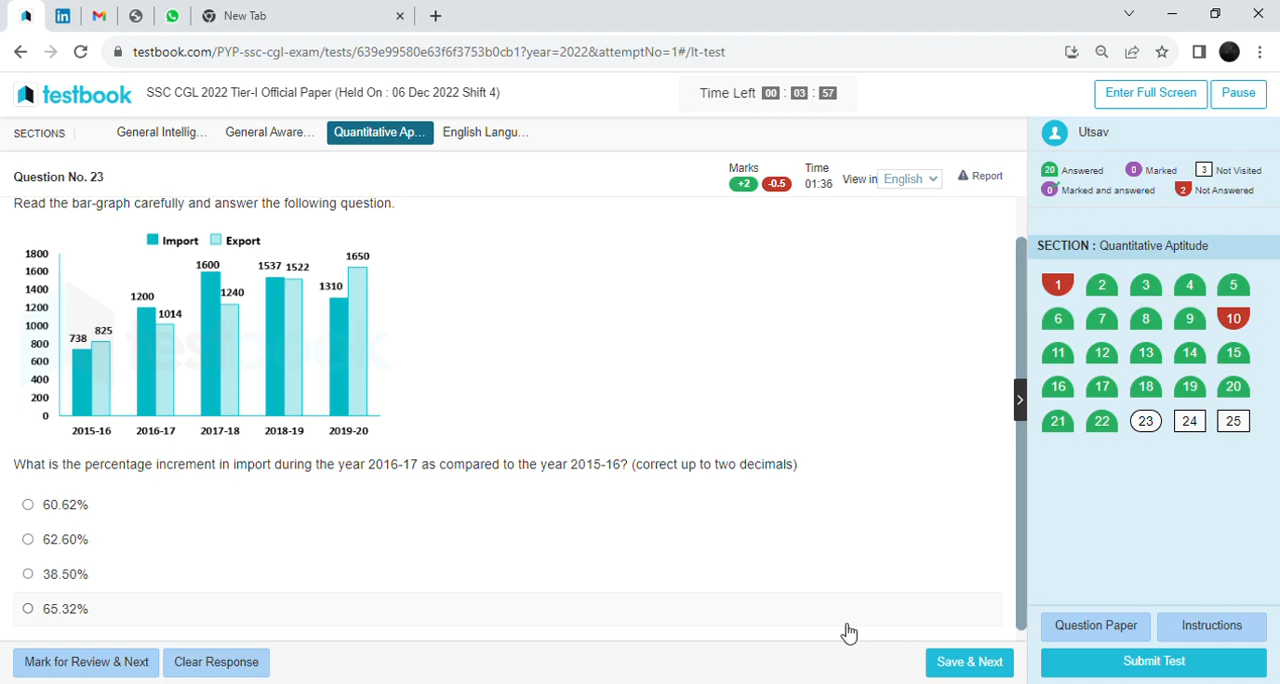 New Tab
testbook.com/PYP-ssc-cgl-exam/tests/639e99580e63f6f3753b0cb1?year=2022&attemptNo=1#/lt-test
testbook SSC CGL 2022 Tier-I Official Paper (Held On : 06 Dec 2022 Shift 4) Time Left 00 : 03 : 57 Enter Full Screen Pause
SECTIONS General Intellig... General Aware... Quantitative Ap... English Langu... Utsav
Question No. 23 Marks +2 -0.5 Time 01:36 View in English Report
20 Answered 0 Marked 3 Not Visited
0 Marked and answered 2 Not Answered
Read the bar-graph carefully and answer the following question.
Import Export
1800
1600
1400
1200
1000
800
600
400
200
0
738 825 1200 1014 1600 1240 1537 1522 1310 1650
testbook
2015-16 2016-17 2017-18 2018-19 2019-20
What is the percentage increment in import during the year 2016-17 as compared to the year 2015-16? (correct up to two decimals)
60.62%
62.60%
38.50%
65.32%
Mark for Review & Next Clear Response Save & Next
SECTION : Quantitative Aptitude
1 2 3 4 5
6 7 8 9 10
11 12 13 14 15
16 17 18 19 20
21 22 23 24 25
Question Paper Instructions
Submit Test